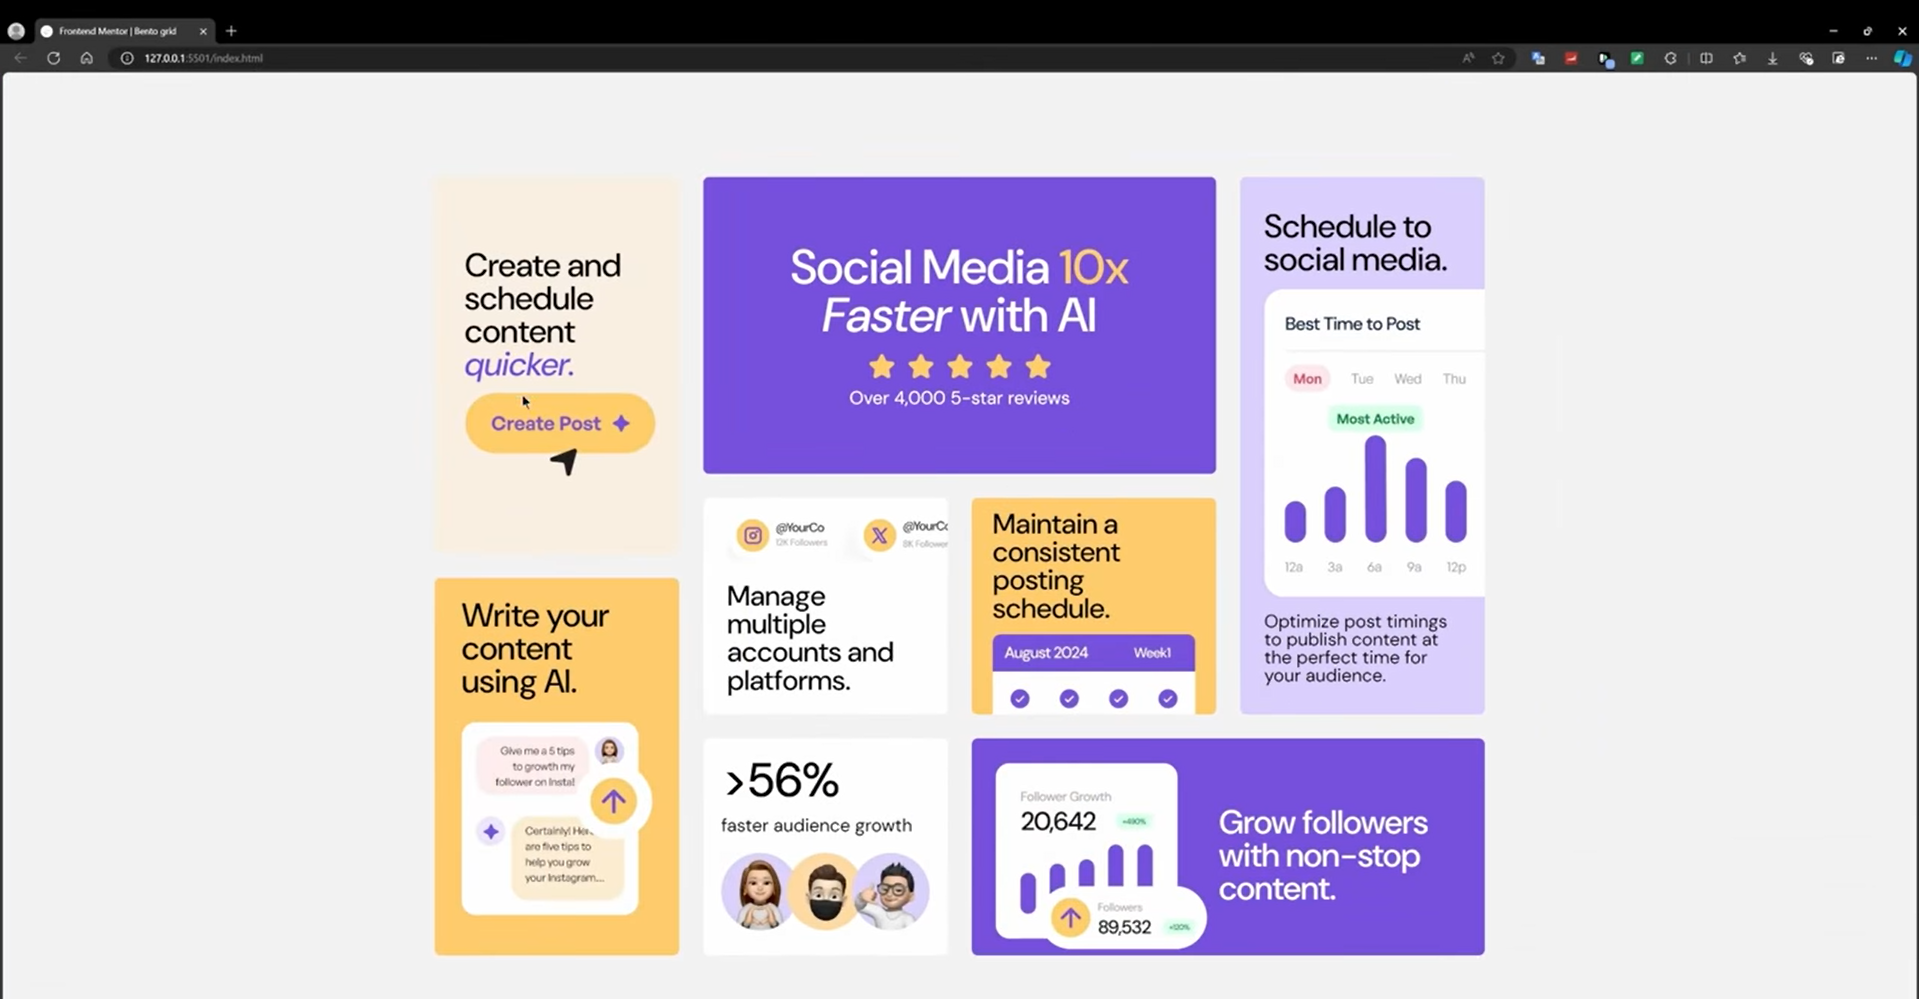 Frontend Mentor | Bento grid
127.0.0.1:5501/index.html
Create and
schedule
content
quicker.
Create Post
Social Media 10x
Faster with AI
Over 4,000 5-star reviews
Schedule to
social media.
Best Time to Post
Mon Tue Wed Thu
Most Active
12a 3a 6a 9a 12p
Optimize post timings
to publish content at
the perfect time for
your audience.
@YourCo
12K Followers
@YourCo
8K Follower
Manage
multiple
accounts and
platforms.
Maintain a
consistent
posting
schedule.
August 2024 Week1
Write your
content
using AI.
Give me a 5 tips
to growth my
follower on Insta!
Certainly! Here
are five tips to
help you grow
your Instagram....
>56%
faster audience growth
Follower Growth
20,642 +490%
Followers
89,532 +120%
Grow followers
with non-stop
content.